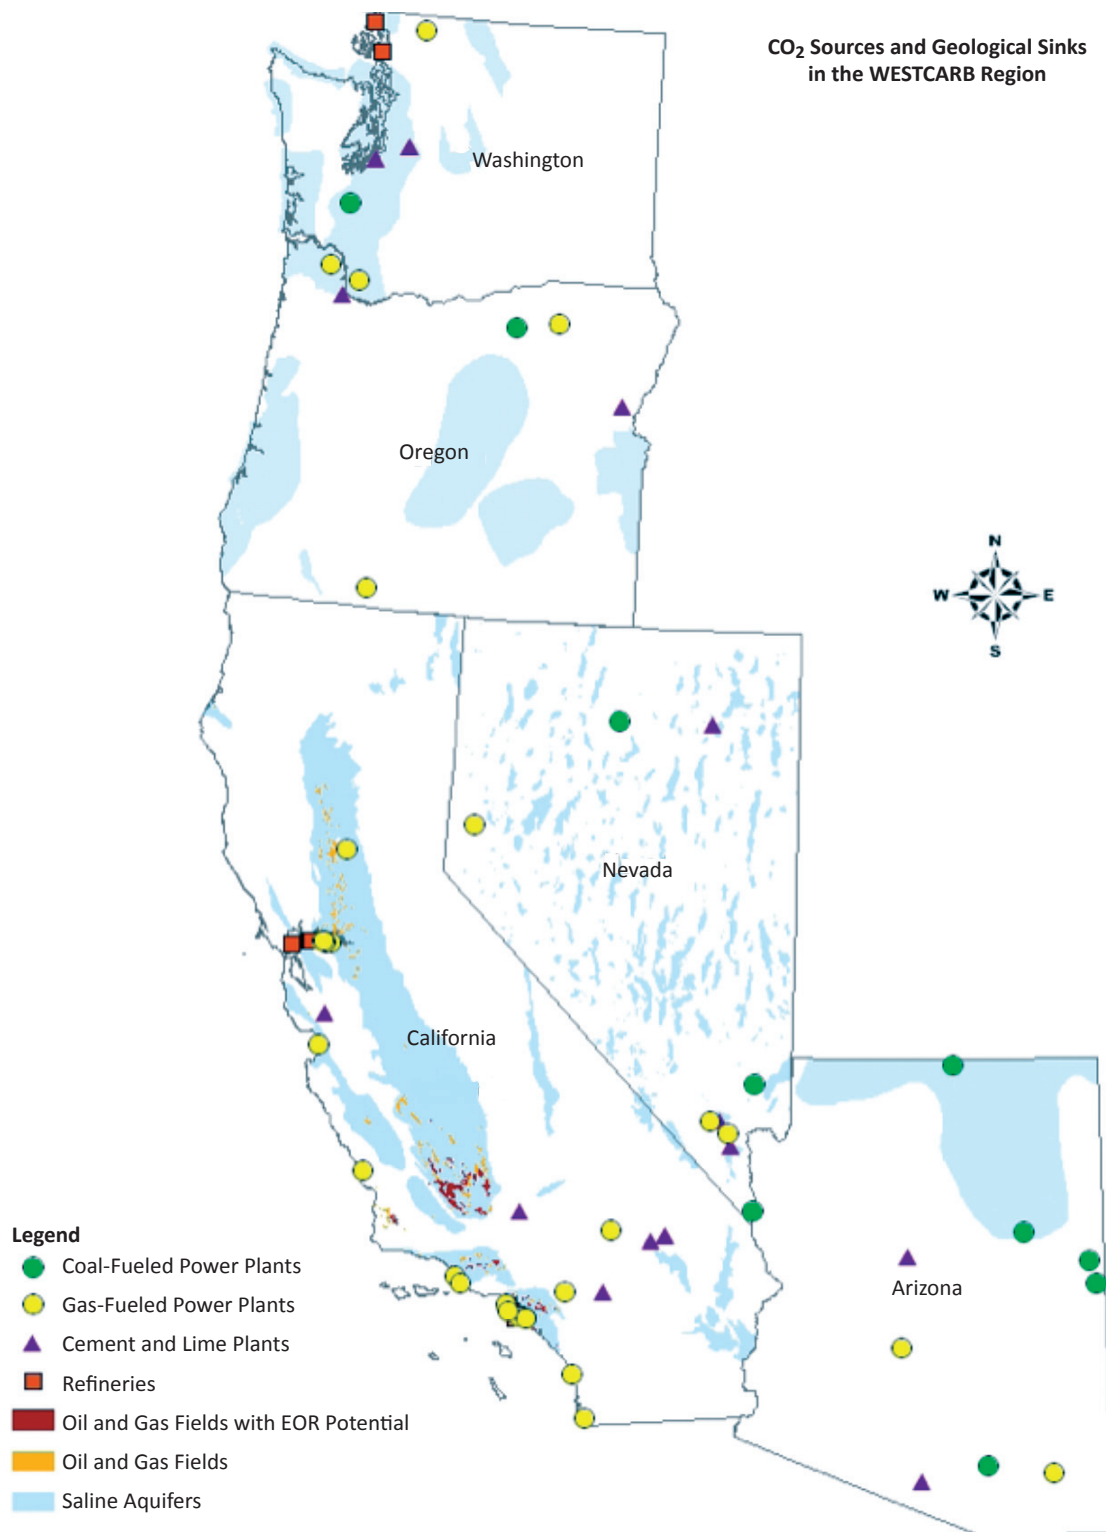 CO2 Sources and Geological Sinks
in the WESTCARB Region
Washington
Oregon
N
W E
S
Nevada
California
Arizona
Legend
Coal-Fueled Power Plants
Gas-Fueled Power Plants
Cement and Lime Plants
Refineries
Oil and Gas Fields with EOR Potential
Oil and Gas Fields
Saline Aquifers